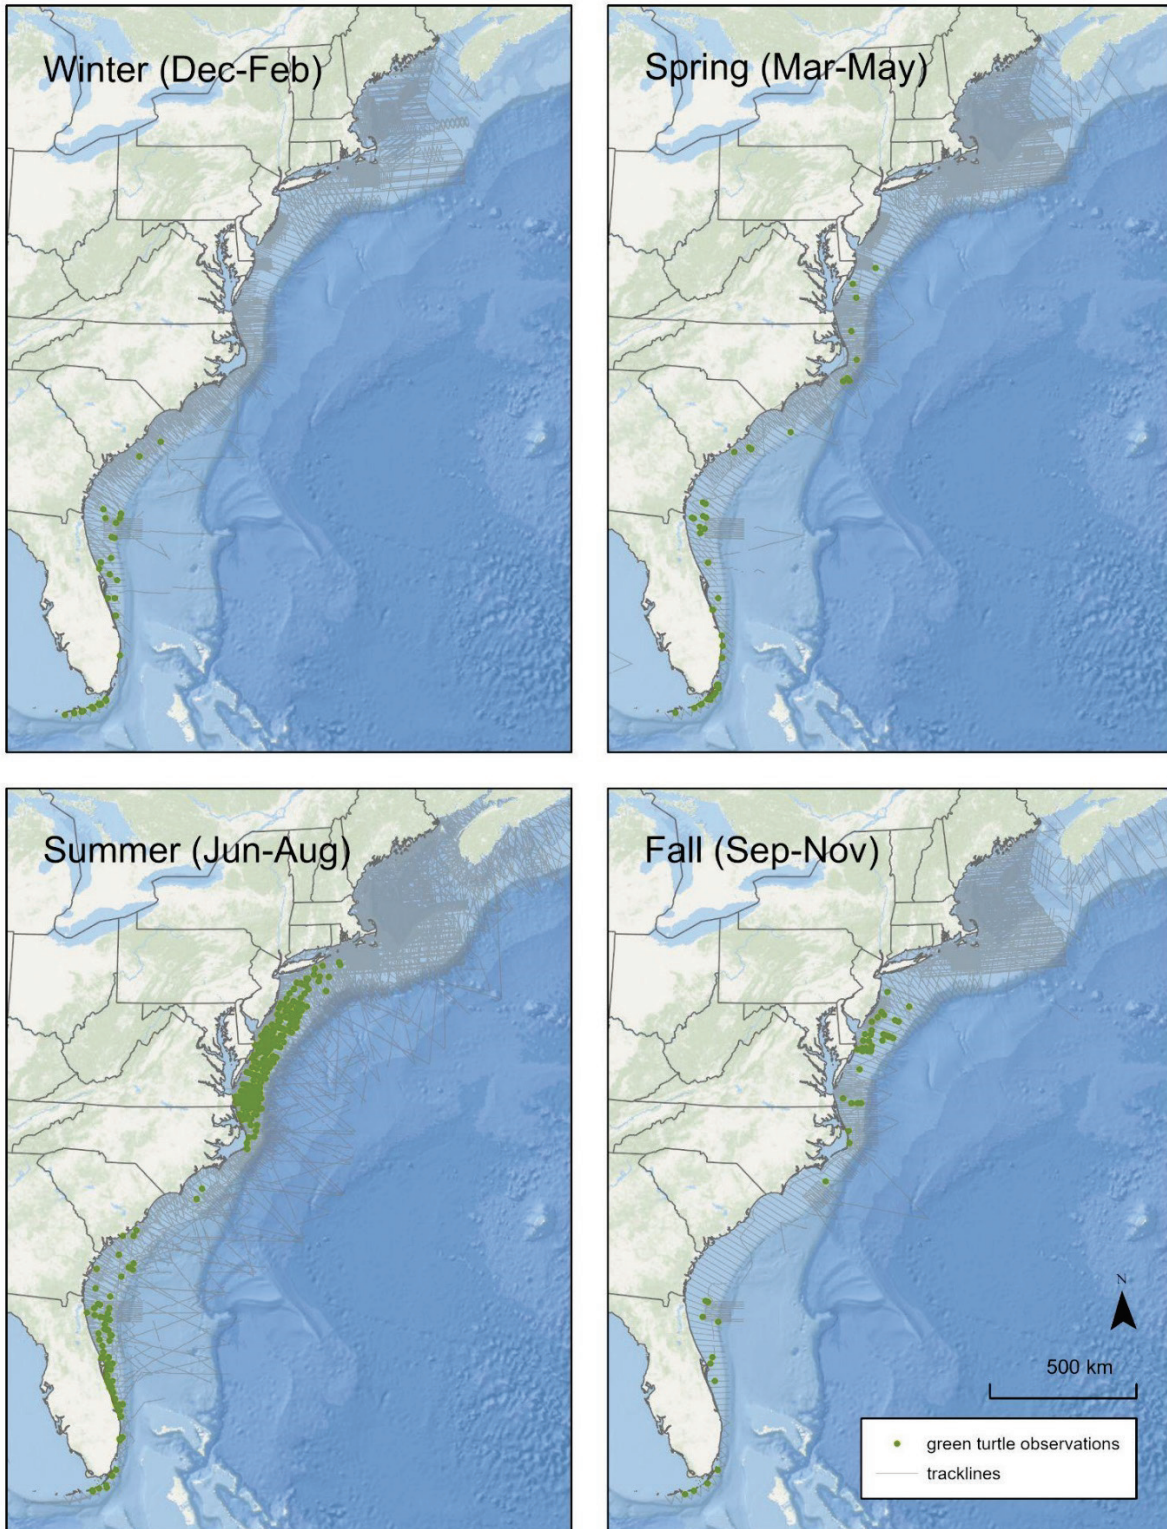 Winter (Dec-Feb)
Spring (Mar-May)
Summer (Jun-Aug)
Fall (Sep-Nov)
N
500 km
green turtle observations
tracklines